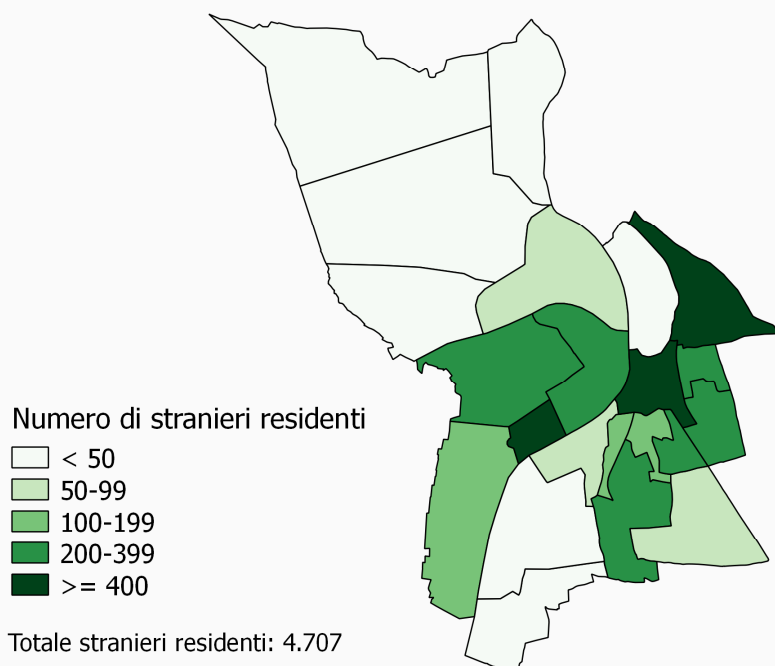 Numero di stranieri residenti
< 50
50-99
100-199
200-399
>= 400
Totale stranieri residenti: 4.707